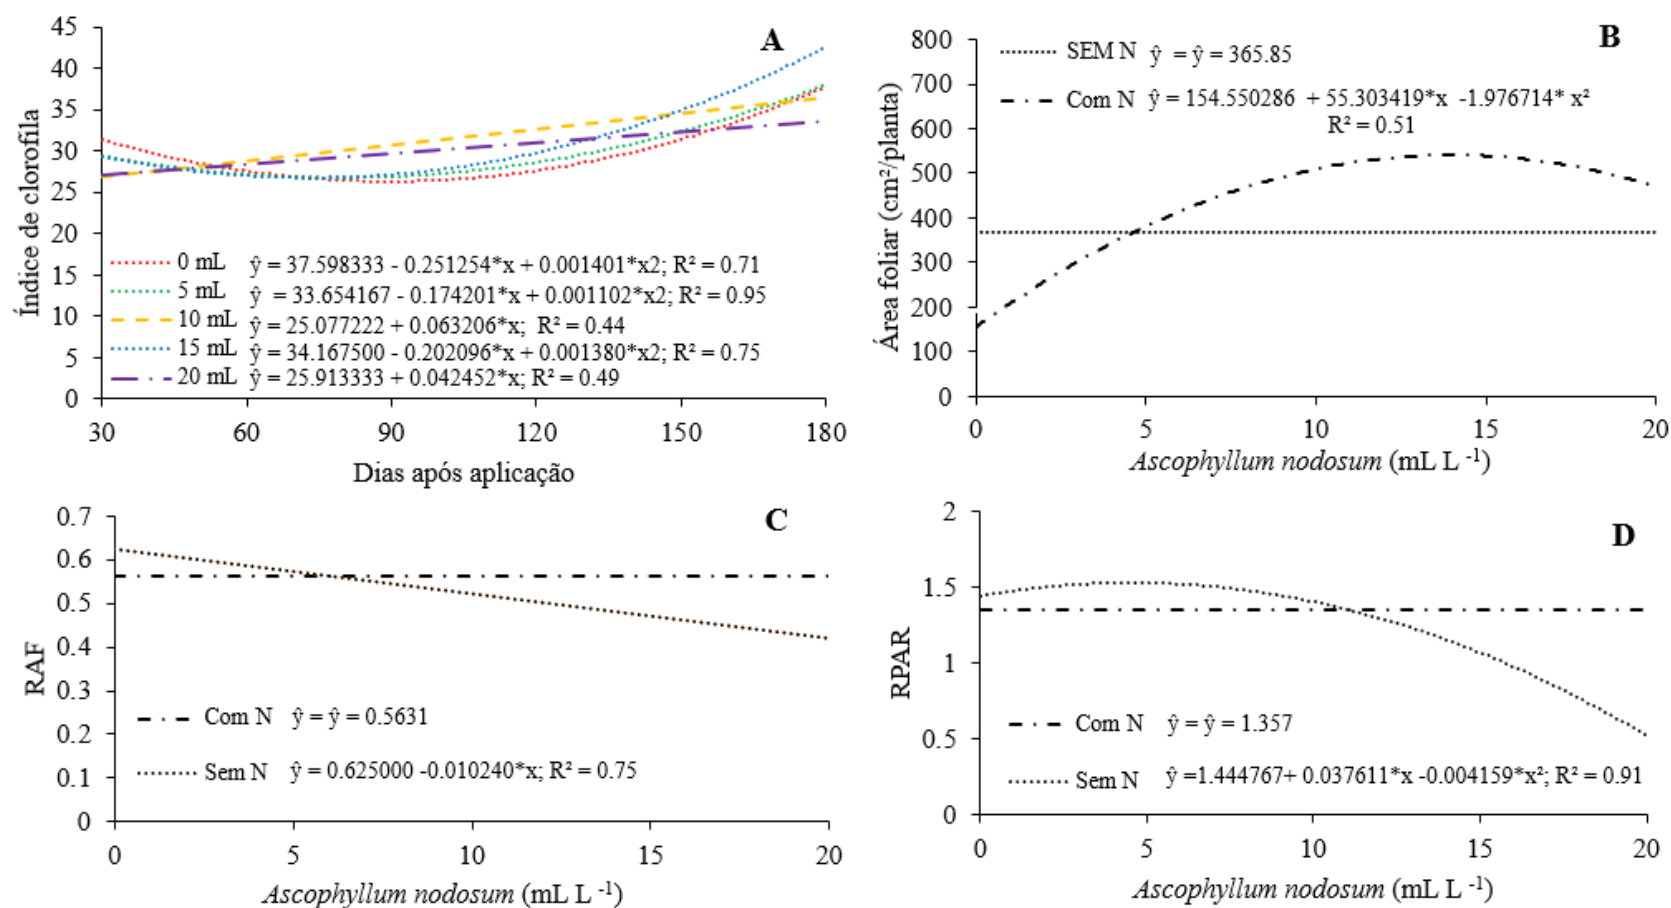 A
45
40
35
30
25
20
15
10
5
0
Índice de clorofila
0 mL ŷ = 37.598333 - 0.251254*x + 0.001401*x2; R² = 0.71
5 mL ŷ = 33.654167 - 0.174201*x + 0.001102*x2; R² = 0.95
10 mL ŷ = 25.077222 + 0.063206*x; R² = 0.44
15 mL ŷ = 34.167500 - 0.202096*x + 0.001380*x2; R² = 0.75
20 mL ŷ = 25.913333 + 0.042452*x; R² = 0.49
30 60 90 120 150 180
Dias após aplicação
B
800
700
600
500
400
300
200
100
0
Área foliar (cm²/planta)
SEM N ŷ = ŷ = 365.85
Com N ŷ = 154.550286 + 55.303419*x -1.976714* x²
R² = 0.51
0 5 10 15 20
Ascophyllum nodosum (mL L -1)
C
0.7
0.6
0.5
0.4
0.3
0.2
0.1
0
RAF
Com N ŷ = ŷ = 0.5631
Sem N ŷ = 0.625000 -0.010240*x; R² = 0.75
0 5 10 15 20
Ascophyllum nodosum (mL L -1)
D
2
1.5
1
0.5
0
RPAR
Com N ŷ = ŷ = 1.357
Sem N ŷ =1.444767+ 0.037611*x -0.004159*x²; R² = 0.91
0 5 10 15 20
Ascophyllum nodosum (mL L -1)